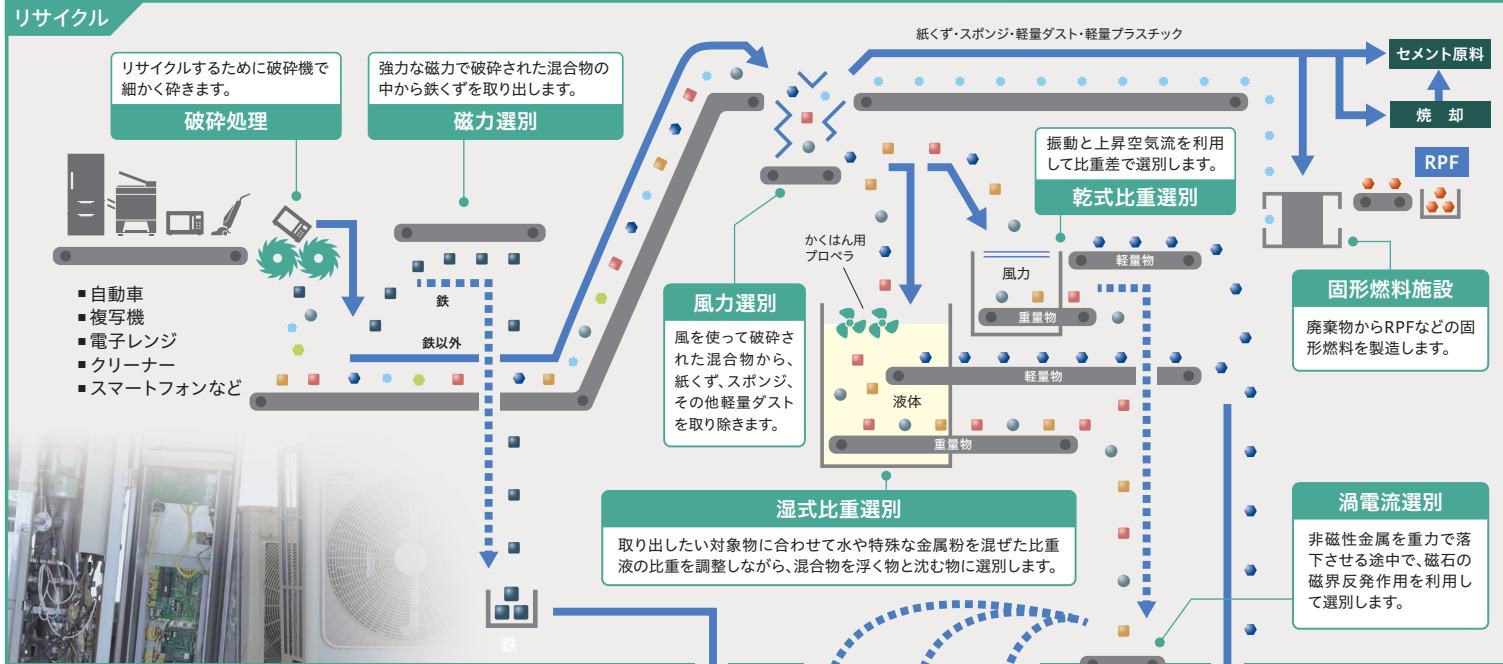 リサイクル
リサイクルするために破砕機で
細かく砕きます。
破砕処理
強力な磁力で破砕された混合物の
中から鉄くずを取り出します。
磁力選別
紙くず・スポンジ・軽量ダスト・軽量プラスチック
セメント原料
焼 却
RPF
振動と上昇空気流を利用
して比重差で選別します。
乾式比重選別
■ 自動車
■ 複写機
■ 電子レンジ
■ クリーナー
■ スマートフォンなど
鉄
鉄以外
風力選別
風を使って破砕さ
れた混合物から、
紙くず、スポンジ、
その他軽量ダスト
を取り除きます。
かくはん用
プロペラ
風力
重量物
軽量物
軽量物
液体
重量物
固形燃料施設
廃棄物からRPFなどの固
形燃料を製造します。
湿式比重選別
取り出したい対象物に合わせて水や特殊な金属粉を混ぜた比重
液の比重を調整しながら、混合物を浮く物と沈む物に選別します。
渦電流選別
非磁性金属を重力で落
下させる途中で、磁石の
磁界反発作用を利用し
て選別します。
鉄